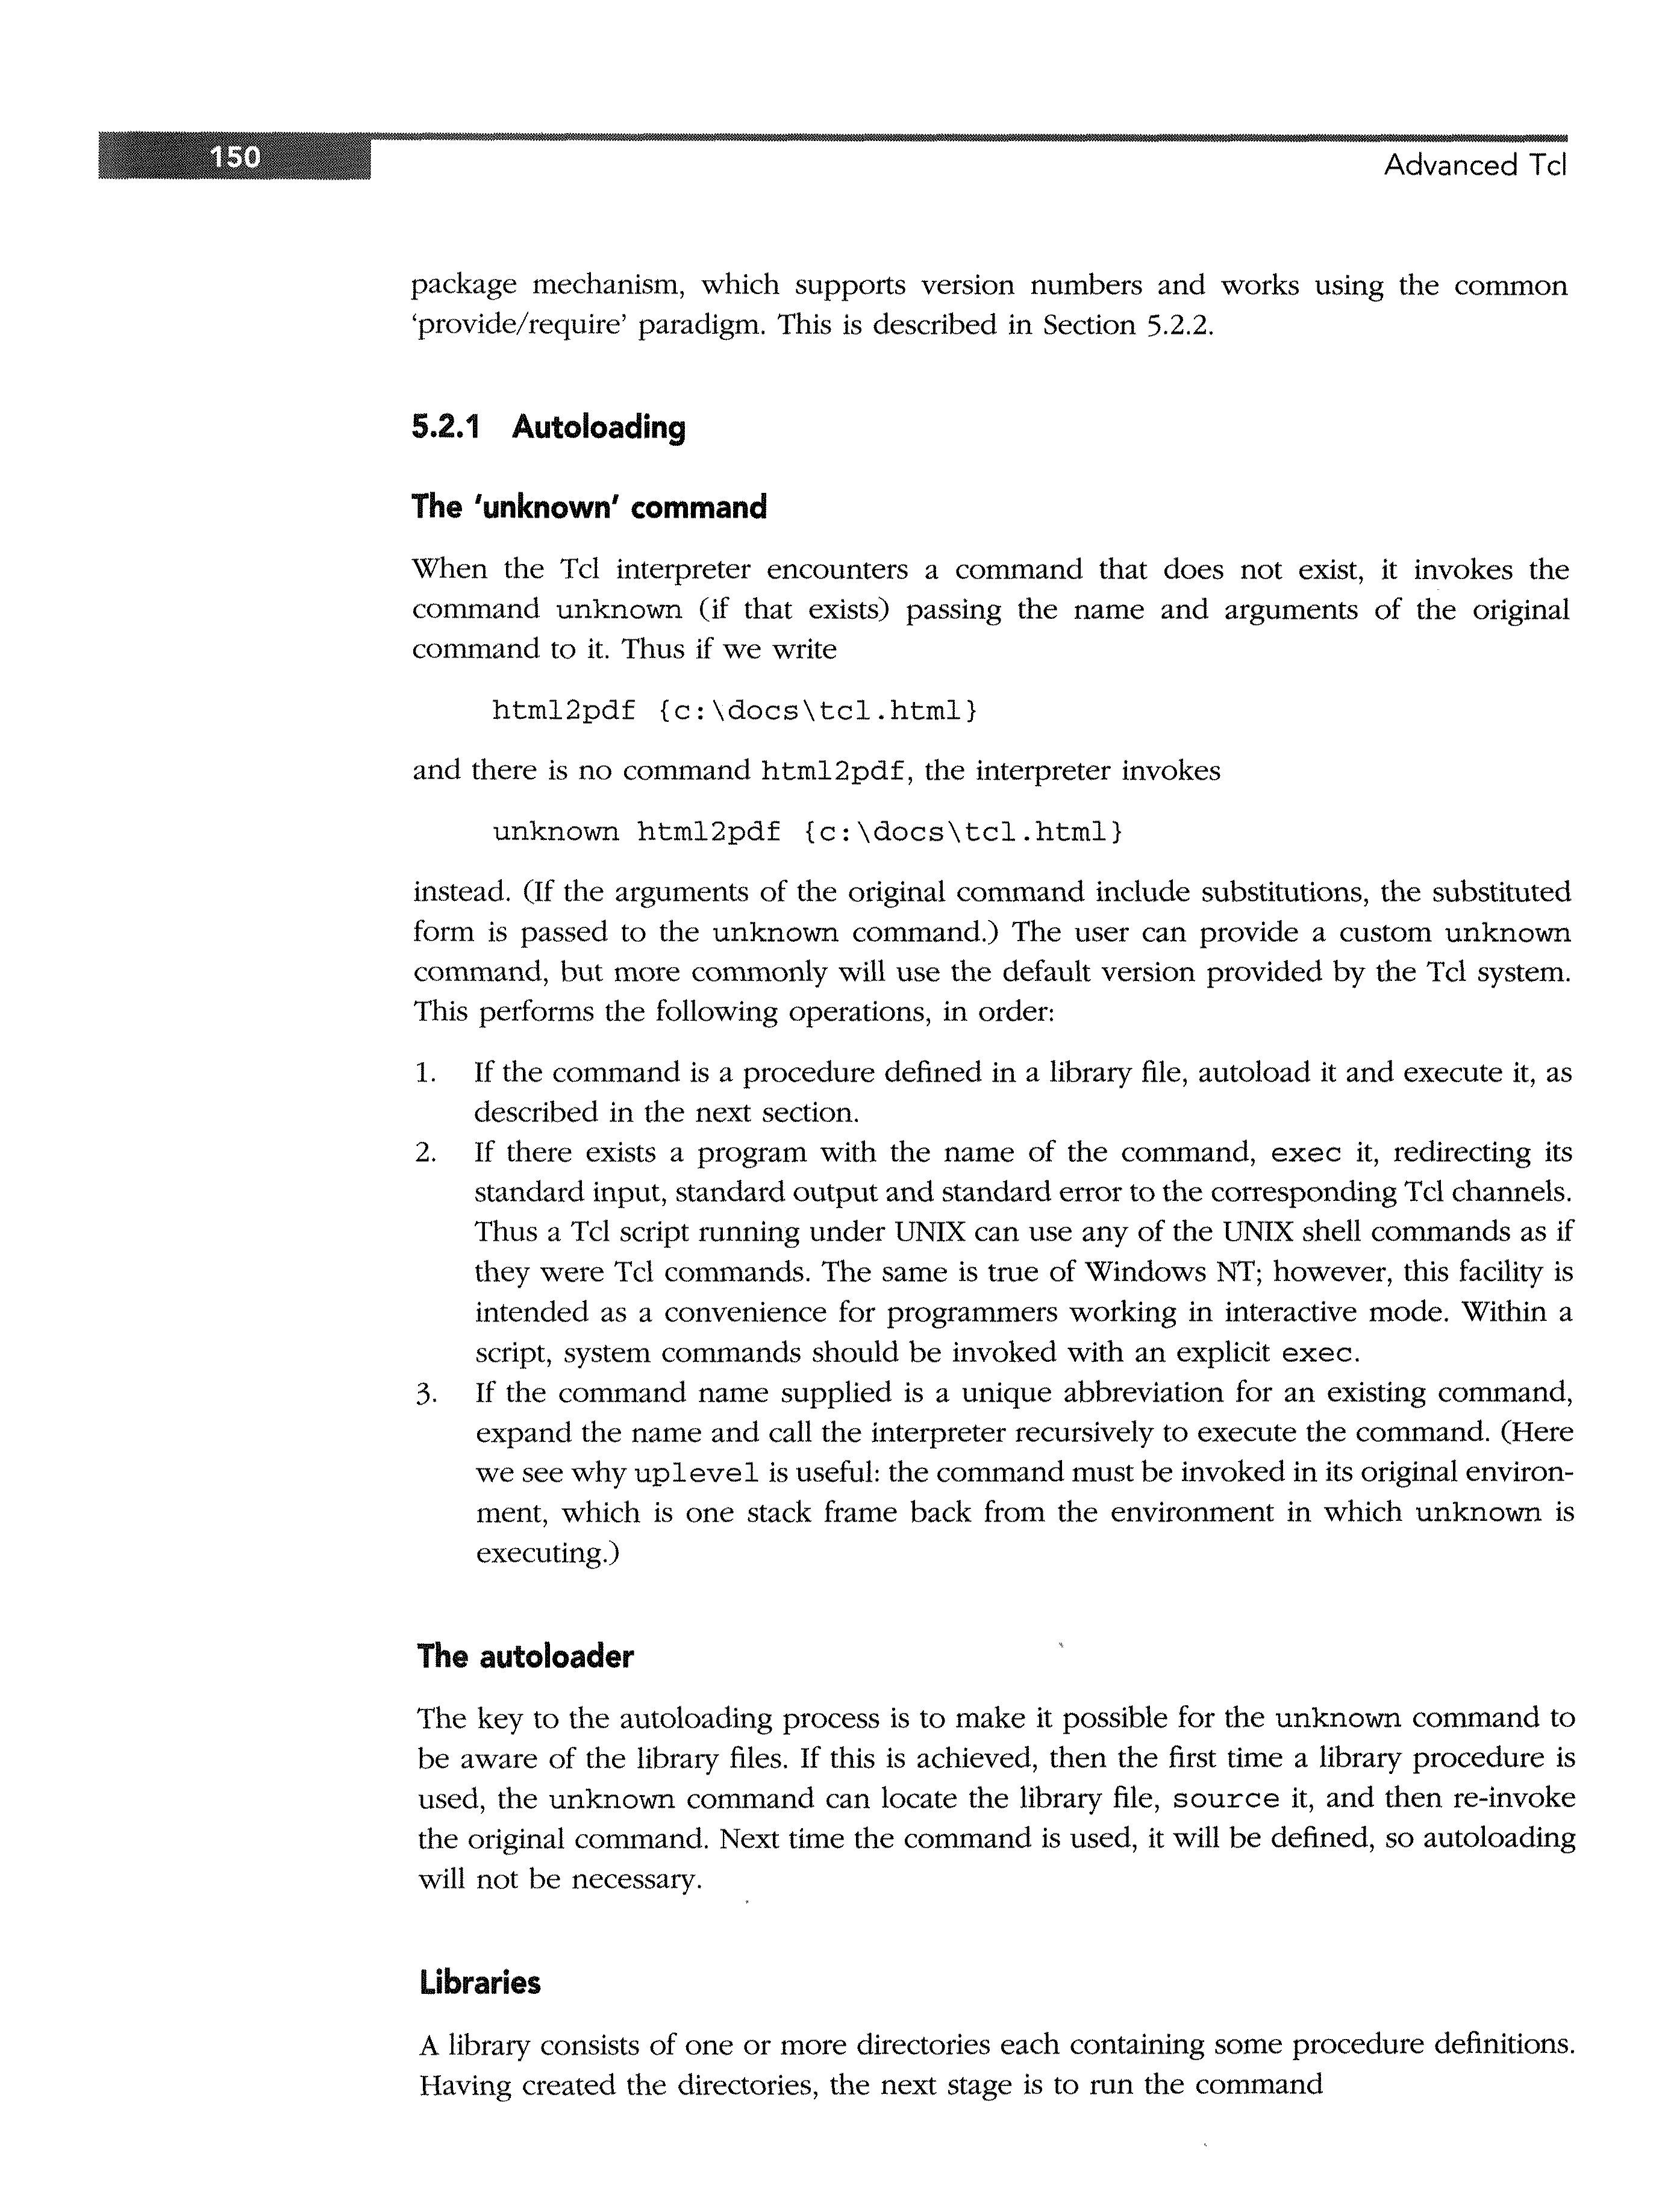 150
Advanced Tcl
package mechanism, which supports version numbers and works using the common
‘provide/require’ paradigm. This is described in Section 5.2.2.
5.2.1 Autoloading
The ‘unknown’ command
When the Tcl interpreter encounters a command that does not exist, it invokes the
command unknown (if that exists) passing the name and arguments of the original
command to it. Thus if we write
html2pdf {c:\docs\tcl.html}
and there is no command html2pdf, the interpreter invokes
unknown html2pdf {c:\docs\tcl.html}
instead. (If the arguments of the original command include substitutions, the substituted
form is passed to the unknown command.) The user can provide a custom unknown
command, but more commonly will use the default version provided by the Tcl system.
This performs the following operations, in order:
1. If the command is a procedure defined in a library file, autoload it and execute it, as
described in the next section.
2. If there exists a program with the name of the command, exec it, redirecting its
standard input, standard output and standard error to the corresponding Tcl channels.
Thus a Tcl script running under UNIX can use any of the UNIX shell commands as if
they were Tcl commands. The same is true of Windows NT; however, this facility is
intended as a convenience for programmers working in interactive mode. Within a
script, system commands should be invoked with an explicit exec.
3. If the command name supplied is a unique abbreviation for an existing command,
expand the name and call the interpreter recursively to execute the command. (Here
we see why uplevel is useful: the command must be invoked in its original environ-
ment, which is one stack frame back from the environment in which unknown is
executing.)
The autoloader
The key to the autoloading process is to make it possible for the unknown command to
be aware of the library files. If this is achieved, then the first time a library procedure is
used, the unknown command can locate the library file, source it, and then re-invoke
the original command. Next time the command is used, it will be defined, so autoloading
will not be necessary.
Libraries
A library consists of one or more directories each containing some procedure definitions.
Having created the directories, the next stage is to run the command